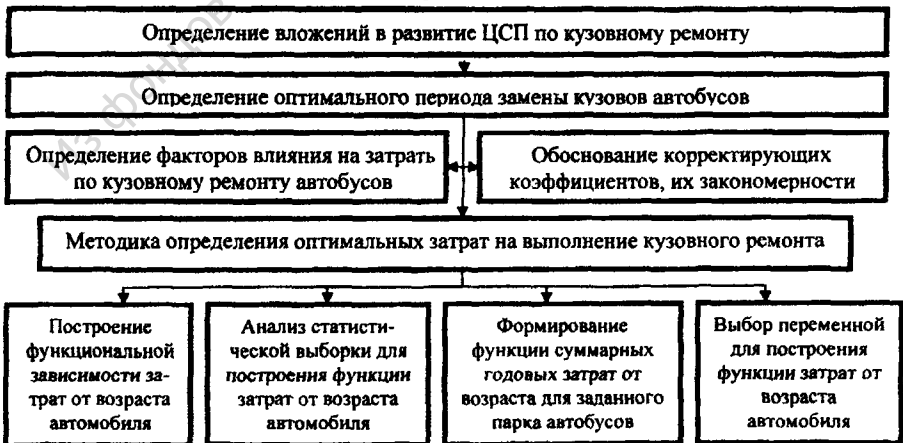 Из фондов
Определение вложений в развитие ЦСП по кузовному ремонту
Определение оптимального периода замены кузовов автобусов
Определение факторов влияния на затрать
по кузовному ремонту автобусов
Обоснование корректирующих
коэффициентов, их закономерности
Методика определения оптимальных затрат на выполнение кузовного ремонта
Построение
функциональной
зависимости за-
трат от возраста
автомобиля
Анализ статисти-
ческой выборки для
построения функции
затрат от возраста
автомобиля
Формирование
функции суммарных
годовых затрат от
возраста для заданного
парка автобусов
Выбор переменной
для построения
функции затрат от
возраста
автомобиля